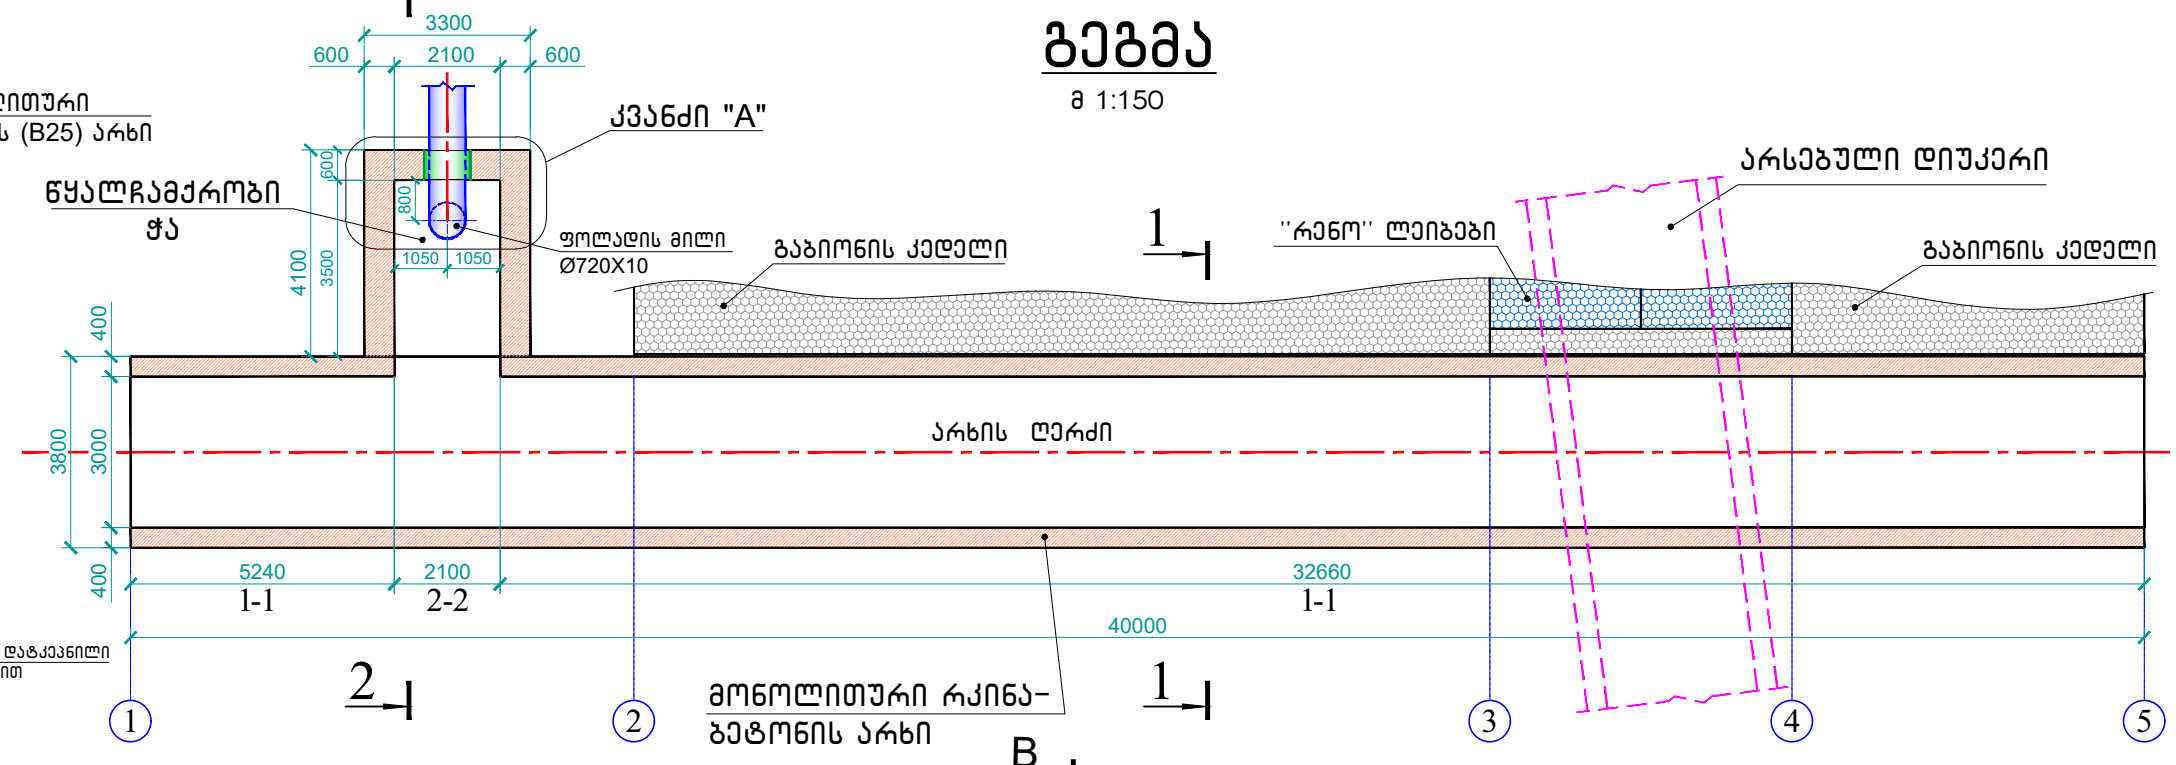 გეგმა
მ 1:150
3300
600
2100
600
ლითური
ს (B25) არხი
კვანძი "A"
წყალჩამქრობი
ჭა
600
800
4100
3500
1050
1050
ფოლადის მილი
Ø720X10
გაბიონის კედელი
1
''რენო'' ლეიბები
არსებული დიუკერი
გაბიონის კედელი
400
3800
3000
400
არხის ღერძი
5240
2100
32660
1-1
2-2
1-1
40000
დატკეპნილი
ით
2
1
მონოლითური რკინა-
ბეტონის არხი
B
1
2
3
4
5